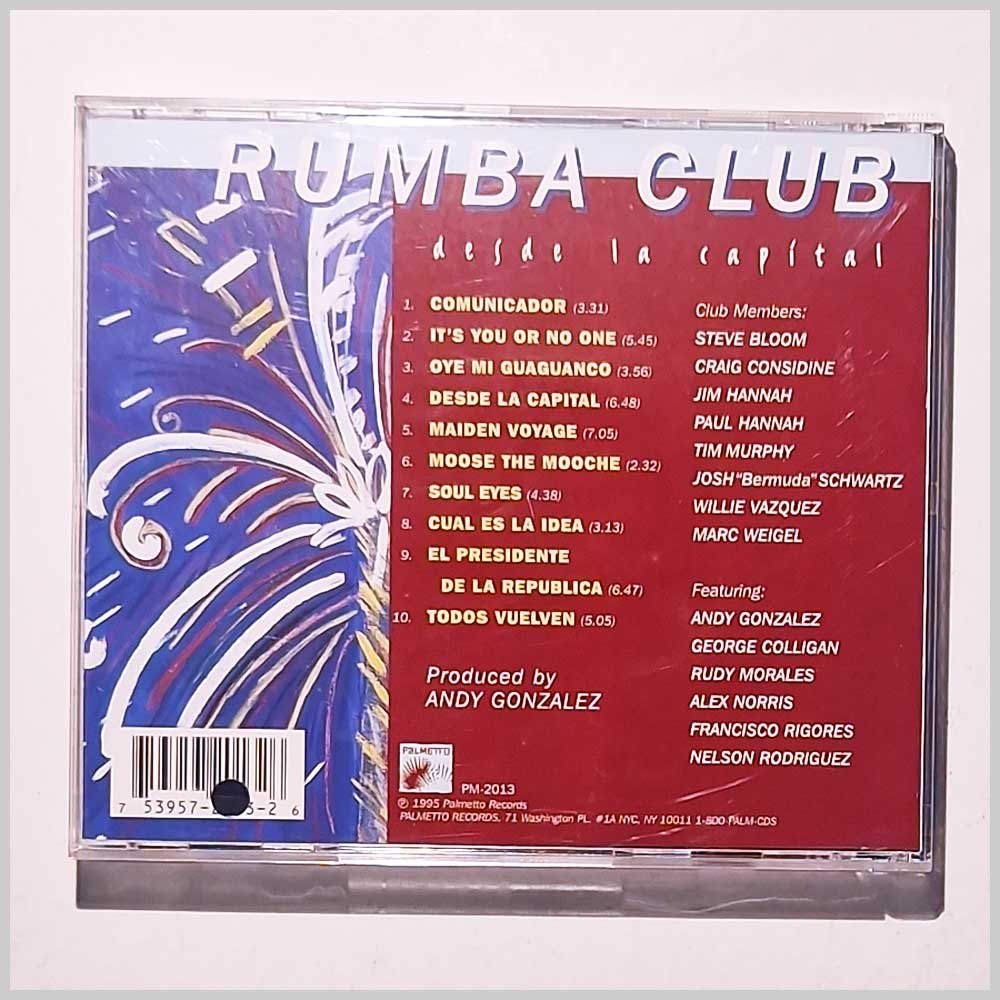 RUMBA CLUB
desde la capítal
1. COMUNICADOR (3.31)
2. IT'S YOU OR NO ONE (5.45)
3. OYE MI GUAGUANCO (3.56)
4. DESDE LA CAPITAL (6.48)
5. MAIDEN VOYAGE (7.05)
6. MOOSE THE MOOCHE (2.32)
7. SOUL EYES (4.38)
8. CUAL ES LA IDEA (3.13)
9. EL PRESIDENTE
DE LA REPUBLICA (6.47)
10. TODOS VUELVEN (5.05)
Produced by
ANDY GONZALEZ
Club Members:
STEVE BLOOM
CRAIG CONSIDINE
JIM HANNAH
PAUL HANNAH
TIM MURPHY
JOSH "Bermuda" SCHWARTZ
WILLIE VAZQUEZ
MARC WEIGEL
Featuring:
ANDY GONZALEZ
GEORGE COLLIGAN
RUDY MORALES
ALEX NORRIS
FRANCISCO RIGORES
NELSON RODRIGUEZ
PALMETTO
PM-2013
℗ 1995 Palmetto Records
PALMETTO RECORDS, 71 Washington PL. #1A NYC, NY 10011 1-800 PALM-CDS
7 6